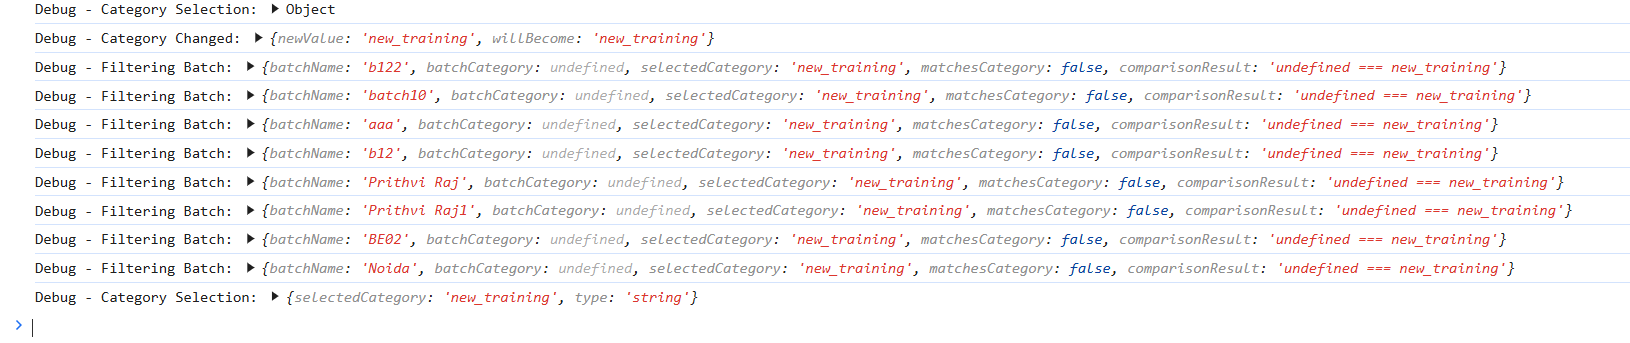 Debug - Category Selection: ▶ Object
Debug - Category Changed: ▶ {newValue: 'new_training', willBecome: 'new_training'}
Debug - Filtering Batch: ▶ {batchName: 'b122', batchCategory: undefined, selectedCategory: 'new_training', matchesCategory: false, comparisonResult: 'undefined === new_training'}
Debug - Filtering Batch: ▶ {batchName: 'batch10', batchCategory: undefined, selectedCategory: 'new_training', matchesCategory: false, comparisonResult: 'undefined === new_training'}
Debug - Filtering Batch: ▶ {batchName: 'aaa', batchCategory: undefined, selectedCategory: 'new_training', matchesCategory: false, comparisonResult: 'undefined === new_training'}
Debug - Filtering Batch: ▶ {batchName: 'b12', batchCategory: undefined, selectedCategory: 'new_training', matchesCategory: false, comparisonResult: 'undefined === new_training'}
Debug - Filtering Batch: ▶ {batchName: 'Prithvi Raj', batchCategory: undefined, selectedCategory: 'new_training', matchesCategory: false, comparisonResult: 'undefined === new_training'}
Debug - Filtering Batch: ▶ {batchName: 'Prithvi Raj1', batchCategory: undefined, selectedCategory: 'new_training', matchesCategory: false, comparisonResult: 'undefined === new_training'}
Debug - Filtering Batch: ▶ {batchName: 'BE02', batchCategory: undefined, selectedCategory: 'new_training', matchesCategory: false, comparisonResult: 'undefined === new_training'}
Debug - Filtering Batch: ▶ {batchName: 'Noida', batchCategory: undefined, selectedCategory: 'new_training', matchesCategory: false, comparisonResult: 'undefined === new_training'}
Debug - Category Selection: ▶ {selectedCategory: 'new_training', type: 'string'}